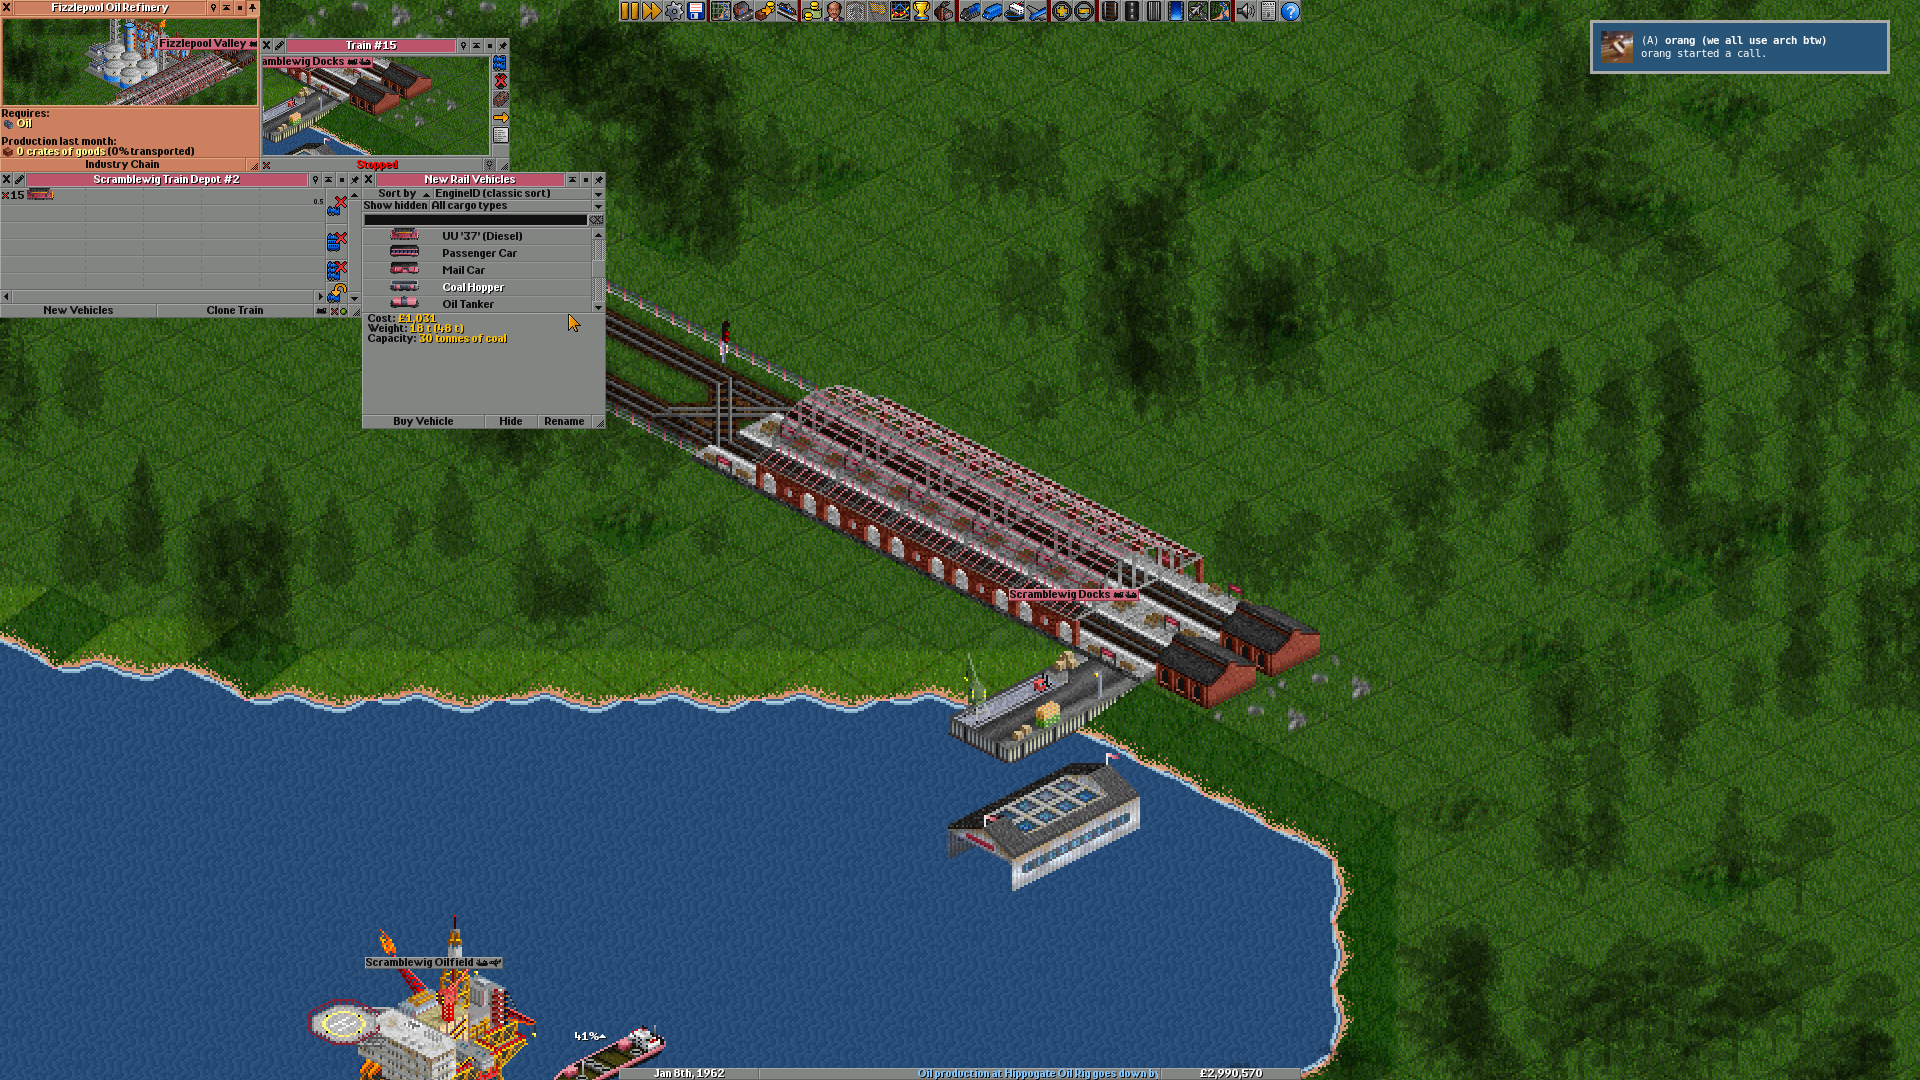 Fizzlepool Oil Refinery
Fizzlepool Valley
Requires:
Oil
Production last month:
0 crates of goods (0% transported)
Industry Chain
Train #15
Scramblewig Docks
Stopped
(A) orang (we all use arch btw)
orang started a call.
Scramblewig Train Depot #2
15
0.5
New Vehicles
Clone Train
New Rail Vehicles
Sort by
EngineID (classic sort)
Show hidden
All cargo types
UU '37' (Diesel)
Passenger Car
Mail Car
Coal Hopper
Oil Tanker
Cost: £1,031
Weight: 18 t (48 t)
Capacity: 30 tonnes of coal
Buy Vehicle
Hide
Rename
Scramblewig Docks
Scramblewig Oilfield
41%
Jan 8th, 1962
Oil production at Hippogate Oil Rig goes down by
£2,990,570